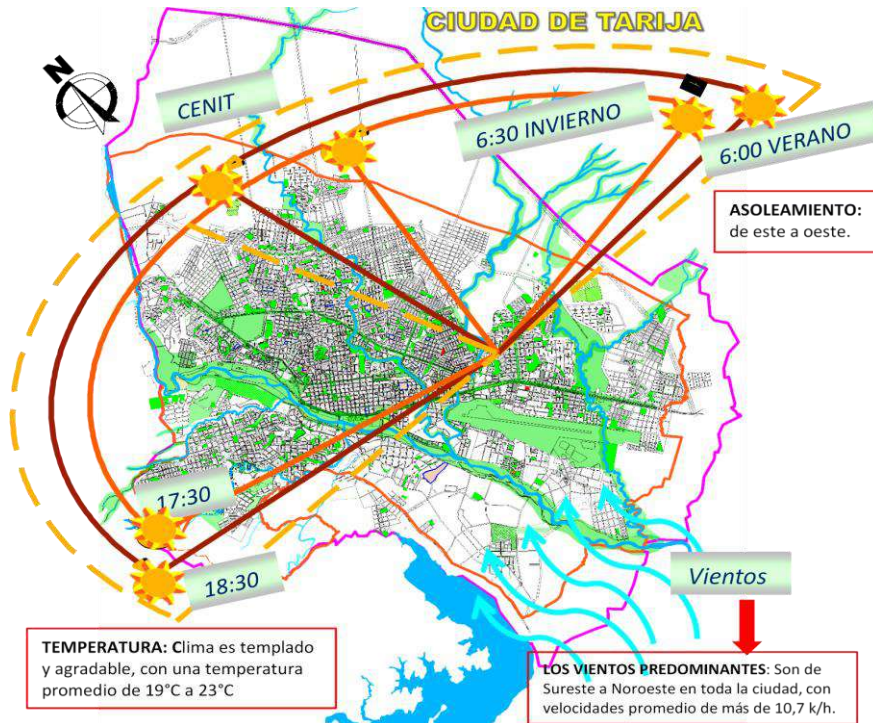 CIUDAD DE TARIJA
N
CENIT
6:30 INVIERNO
6:00 VERANO
ASOLEAMIENTO:
de este a oeste.
17:30
18:30
Vientos
TEMPERATURA: Clima es templado
y agradable, con una temperatura
promedio de 19°C a 23°C
LOS VIENTOS PREDOMINANTES: Son de
Sureste a Noroeste en toda la ciudad, con
velocidades promedio de más de 10,7 k/h.